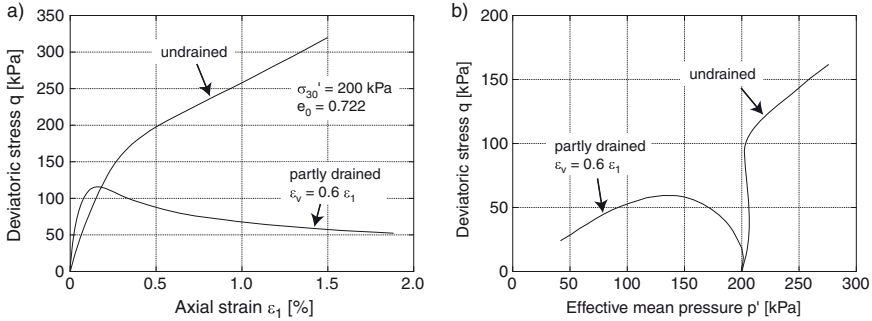 a)
Deviatoric stress q [kPa]
350
300
250
200
150
100
50
0
undrained
σ30' = 200 kPa
e0 = 0.722
partly drained
εv = 0.6 ε1
0 0.5 1.0 1.5 2.0
Axial strain ε1 [%]
b)
Deviatoric stress q [kPa]
200
150
100
50
0
undrained
partly drained
εv = 0.6 ε1
0 50 100 150 200 250 300
Effective mean pressure p' [kPa]